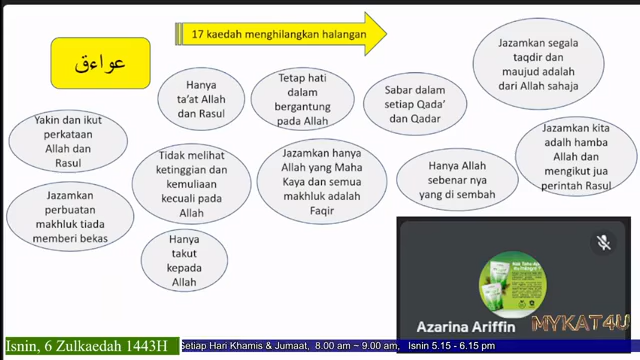 17 kaedah menghilangkan halangan
عواءق
Hanya
ta'at Allah
dan Rasul
Tetap hati
dalam
bergantung
pada Allah
Sabar dalam
setiap Qada'
dan Qadar
Jazamkan segala
taqdir dan
maujud adalah
dari Allah sahaja
Yakin dan ikut
perkataan
Allah dan
Rasul
Tidak melihat
ketinggian dan
kemuliaan
kecuali pada
Allah
Jazamkan hanya
Allah yang Maha
Kaya dan semua
makhluk adalah
Faqir
Hanya Allah
sebenar nya
yang di sembah
Jazamkan kita
adalh hamba
Allah dan
mengikut jua
perintah Rasul
Jazamkan
perbuatan
makhluk tiada
memberi bekas
Hanya
takut
kepada
Allah
Azarina Ariffin
MYKAT4U
Isnin, 6 Zulkaedah 1443H
Setiap Hari Khamis & Jumaat, 8.00 am ~ 9.00 am, Isnin 5.15 - 6.15 pm